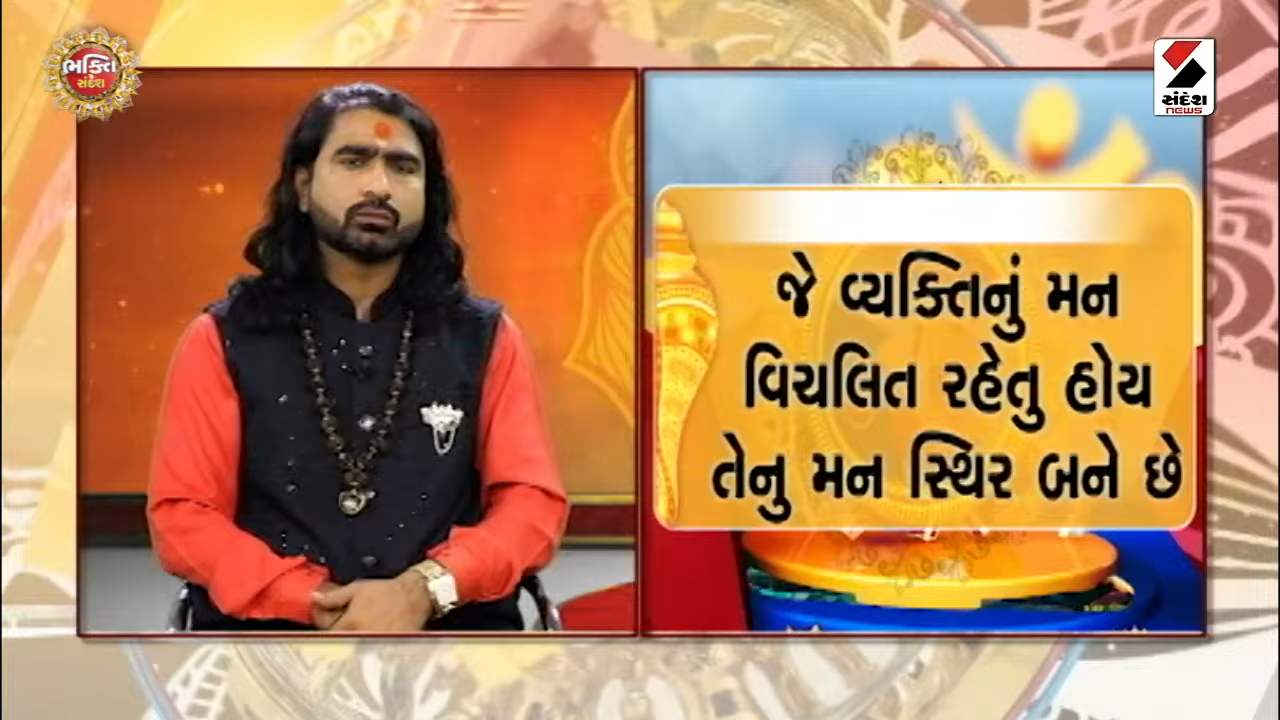 ભક્તિ
સંદેશ
સંદેશ
NEWS
જે વ્યક્તિનું મન
વિચલિત રહેતુ હોય
તેનુ મન સ્થિર બને છે